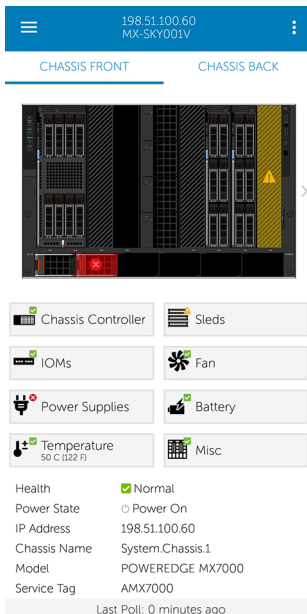 198.51.100.60
MX-SKY001V
CHASSIS FRONT
CHASSIS BACK
Chassis Controller
Sleds
IOMs
Fan
Power Supplies
Battery
Temperature
50 C (122 F)
Misc
Health Normal
Power State Power On
IP Address 198.51.100.60
Chassis Name System.Chassis.1
Model POWEREDGE MX7000
Service Tag AMX7000
Last Poll: 0 minutes ago